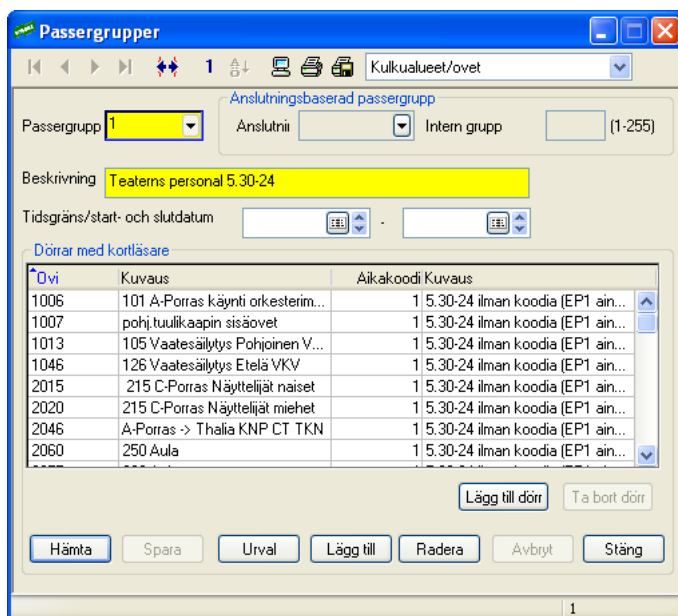 Passergrupper
1 Kulkualueet/ovet
Anslutningsbaserad passergrupp
Passergrupp 1 Anslutnii Intern grupp (1-255)
Beskrivning Teaterns personal 5.30-24
Tidsgräns/start- och slutdatum -
Dörrar med kortläsare
Ovi Kuvaus Aikakoodi Kuvaus
1006 101 A-Porras käynti orkesterim... 1 5.30-24 ilman koodia (EP1 ain...
1007 pohj.tuulikaapin sisäovet 1 5.30-24 ilman koodia (EP1 ain...
1013 105 Vaatesäilytys Pohjoinen V... 1 5.30-24 ilman koodia (EP1 ain...
1046 126 Vaatesäilytys Etelä VKV 1 5.30-24 ilman koodia (EP1 ain...
2015 215 C-Porras Näyttelijät naiset 1 5.30-24 ilman koodia (EP1 ain...
2020 215 C-Porras Näyttelijät miehet 1 5.30-24 ilman koodia (EP1 ain...
2046 A-Porras -> Thalia KNP CT TKN 1 5.30-24 ilman koodia (EP1 ain...
2060 250 Aula 1 5.30-24 ilman koodia (EP1 ain...
Lägg till dörr Ta bort dörr
Hämta Spara Urval Lägg till Radera Avbryt Stäng
1